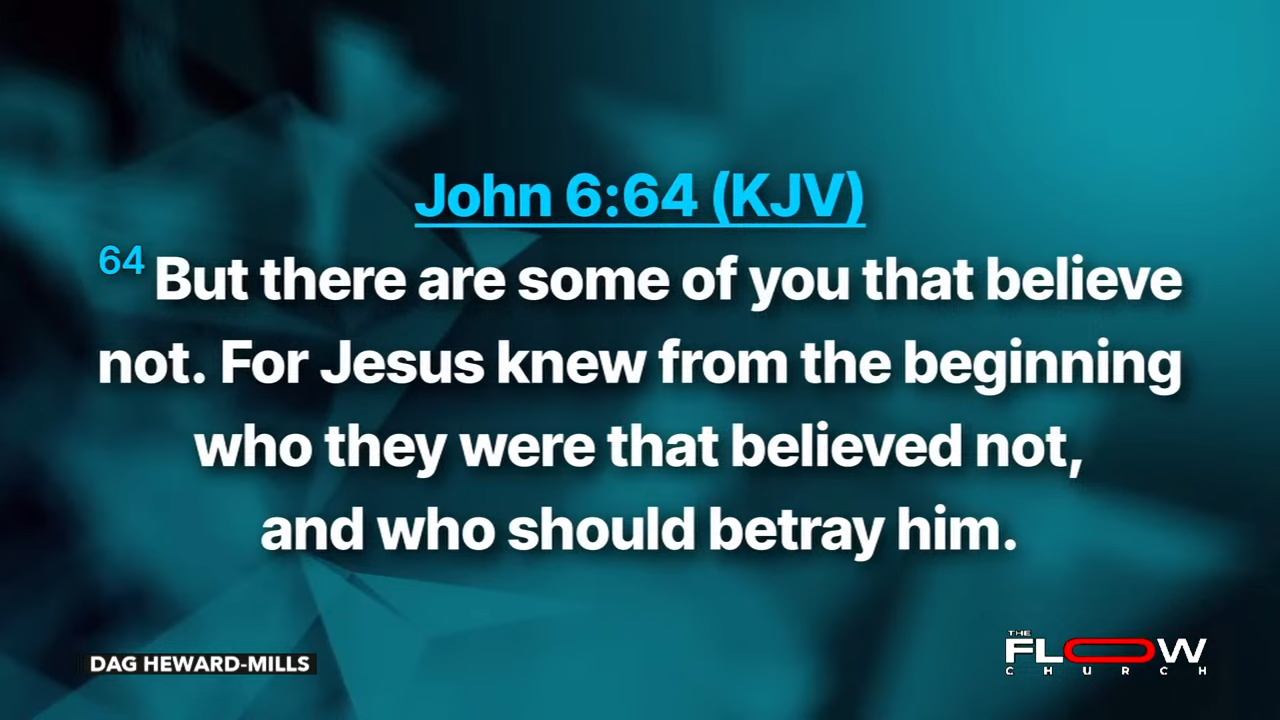 John 6:64 (KJV)
64 But there are some of you that believe
not. For Jesus knew from the beginning
who they were that believed not,
and who should betray him.
DAG HEWARD-MILLS
THE
FLOW
CHURCH